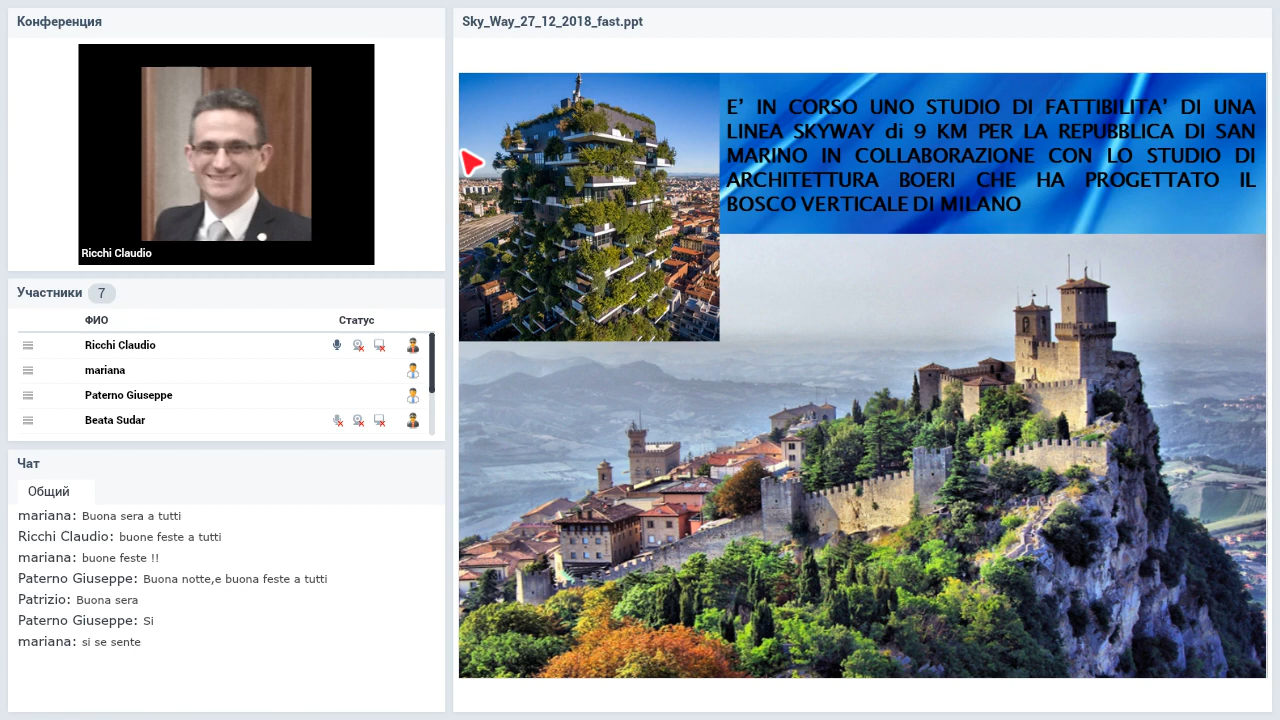 Конференция
Ricchi Claudio
Участники 7
ФИО Статус
Ricchi Claudio
mariana
Paterno Giuseppe
Beata Sudar
Чат
Общий
mariana: Buona sera a tutti
Ricchi Claudio: buone feste a tutti
mariana: buone feste !!
Paterno Giuseppe: Buona notte,e buona feste a tutti
Patrizio: Buona sera
Paterno Giuseppe: Si
mariana: si se sente
Sky_Way_27_12_2018_fast.ppt
E’ IN CORSO UNO STUDIO DI FATTIBILITA’ DI UNA
LINEA SKYWAY di 9 KM PER LA REPUBBLICA DI SAN
MARINO IN COLLABORAZIONE CON LO STUDIO DI
ARCHITETTURA BOERI CHE HA PROGETTATO IL
BOSCO VERTICALE DI MILANO